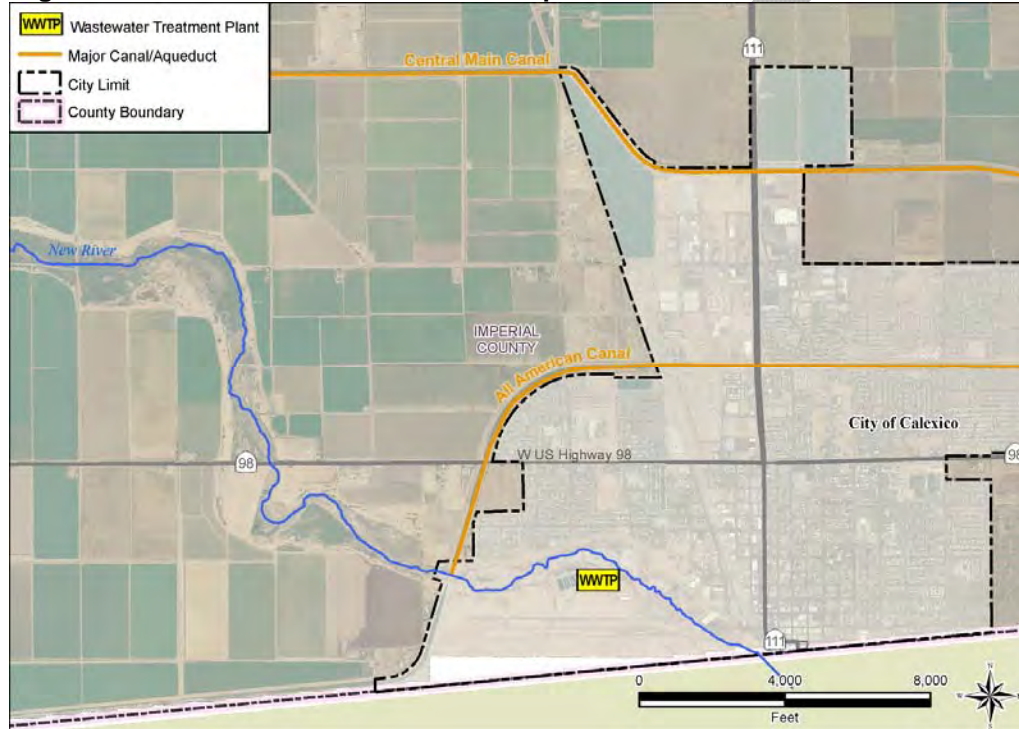 WWTP Wastewater Treatment Plant
Major Canal/Aqueduct
City Limit
County Boundary
Central Main Canal
111
New River
IMPERIAL
COUNTY
All American Canal
City of Calexico
98
W US Highway 98
98
WWTP
111
0 4,000 8,000
Feet
N
W E
S